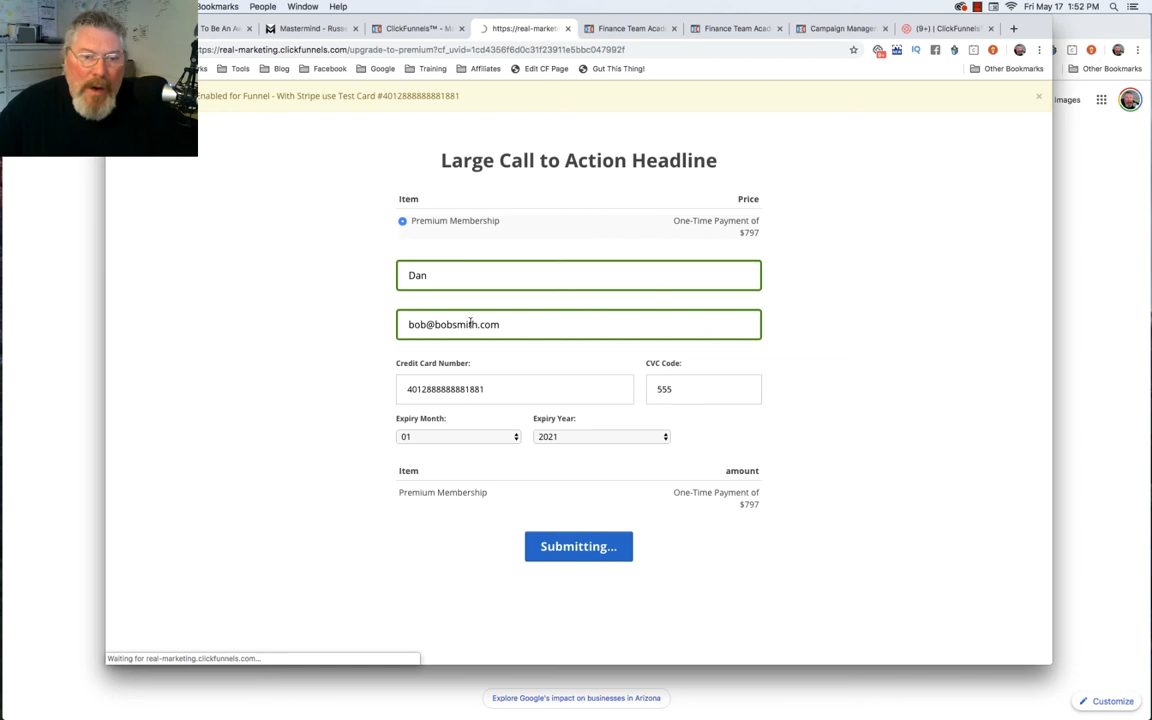 Bookmarks People Window Help Fri May 17 1:52 PM
To Be An Aw Mastermind - Russe ClickFunnels™ - Mo https://real-marke Finance Team Acad Finance Team Acad Campaign Manager (9+) | ClickFunnels
https://real-marketing.clickfunnels.com/upgrade-to-premium?cf_uvid=1cd4356f6d0c31f23911e5bbc047992f
Tools Blog Facebook Google Training Affiliates Edit CF Page Gut This Thing! Other Bookmarks Other Bookmarks
Enabled for Funnel - With Stripe use Test Card #4012888888881881 ×
Images
Large Call to Action Headline
Item Price
Premium Membership One-Time Payment of
$797
Dan
bob@bobsmith.com
Credit Card Number: CVC Code:
4012888888881881 555
Expiry Month: Expiry Year:
01 2021
Item amount
Premium Membership One-Time Payment of
$797
Submitting...
Waiting for real-marketing.clickfunnels.com...
Explore Google's impact on businesses in Arizona
Customize